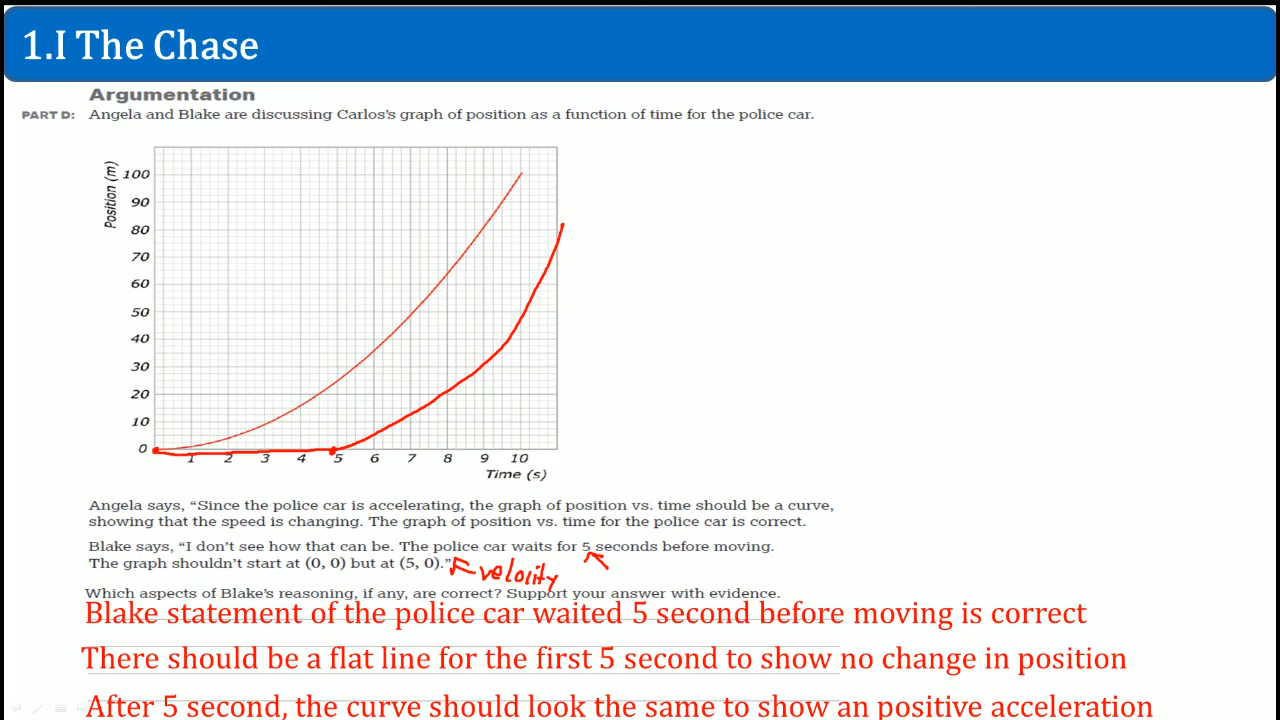 1.I The Chase
Argumentation
PART D: Angela and Blake are discussing Carlos's graph of position as a function of time for the police car.
Position (m)
100
90
80
70
60
50
40
30
20
10
0
1 2 3 4 5 6 7 8 9 10
Time (s)
Angela says, "Since the police car is accelerating, the graph of position vs. time should be a curve,
showing that the speed is changing. The graph of position vs. time for the police car is correct.
Blake says, "I don't see how that can be. The police car waits for 5 seconds before moving.
The graph shouldn't start at (0, 0) but at (5, 0)."
velocity
Which aspects of Blake's reasoning, if any, are correct? Support your answer with evidence.
Blake statement of the police car waited 5 second before moving is correct
There should be a flat line for the first 5 second to show no change in position
After 5 second, the curve should look the same to show an positive acceleration